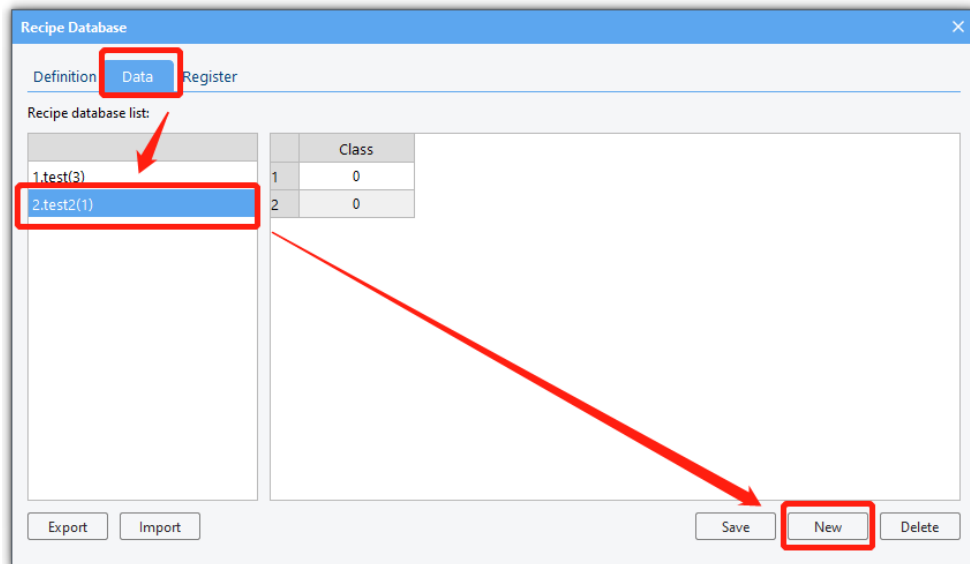 Recipe Database
Definition Data Register
Recipe database list:
Class
1.test(3) 1 0
2.test2(1) 2 0
Export Import Save New Delete